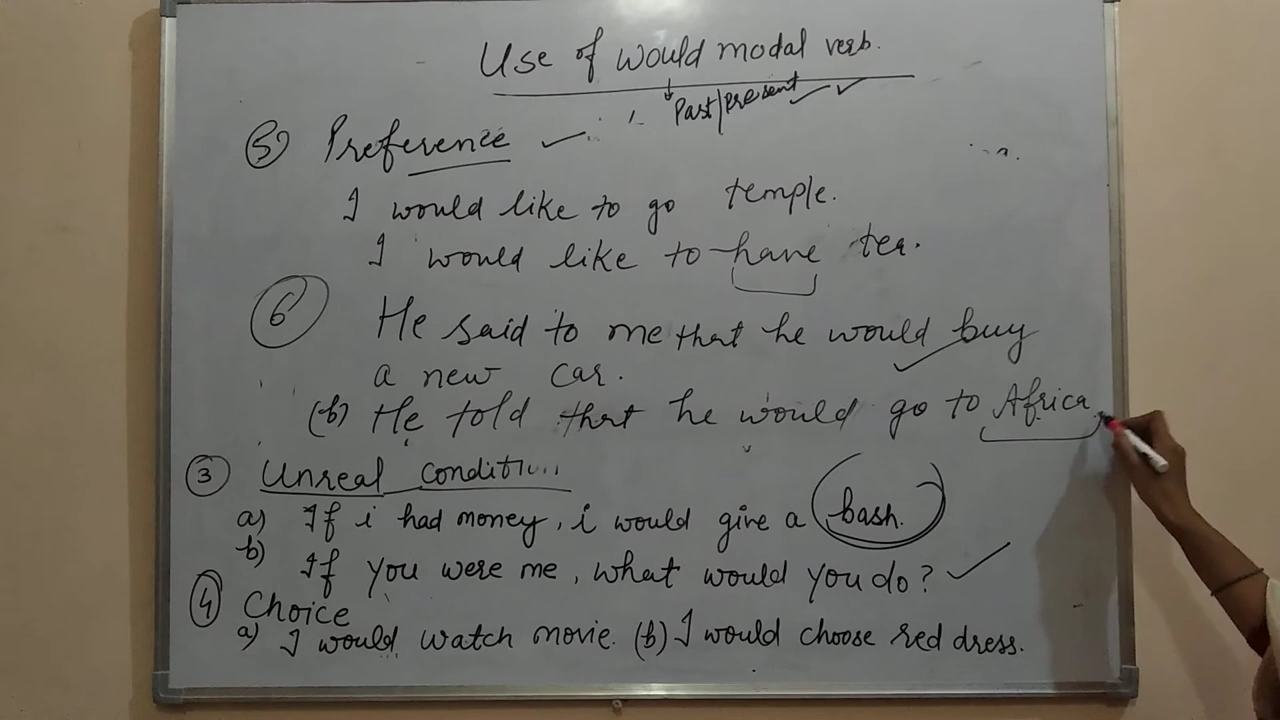 Use of would modal verb.
Past/present
(5) Preference
I would like to go temple.
I would like to have tea.
(6) He said to me that he would buy
a new car.
(b) He told that he would go to Africa.
(3) Unreal condition
a) If i had money, i would give a bash.
b) If you were me, what would you do?
(4) Choice
a) I would watch movie. (b) I would choose red dress.